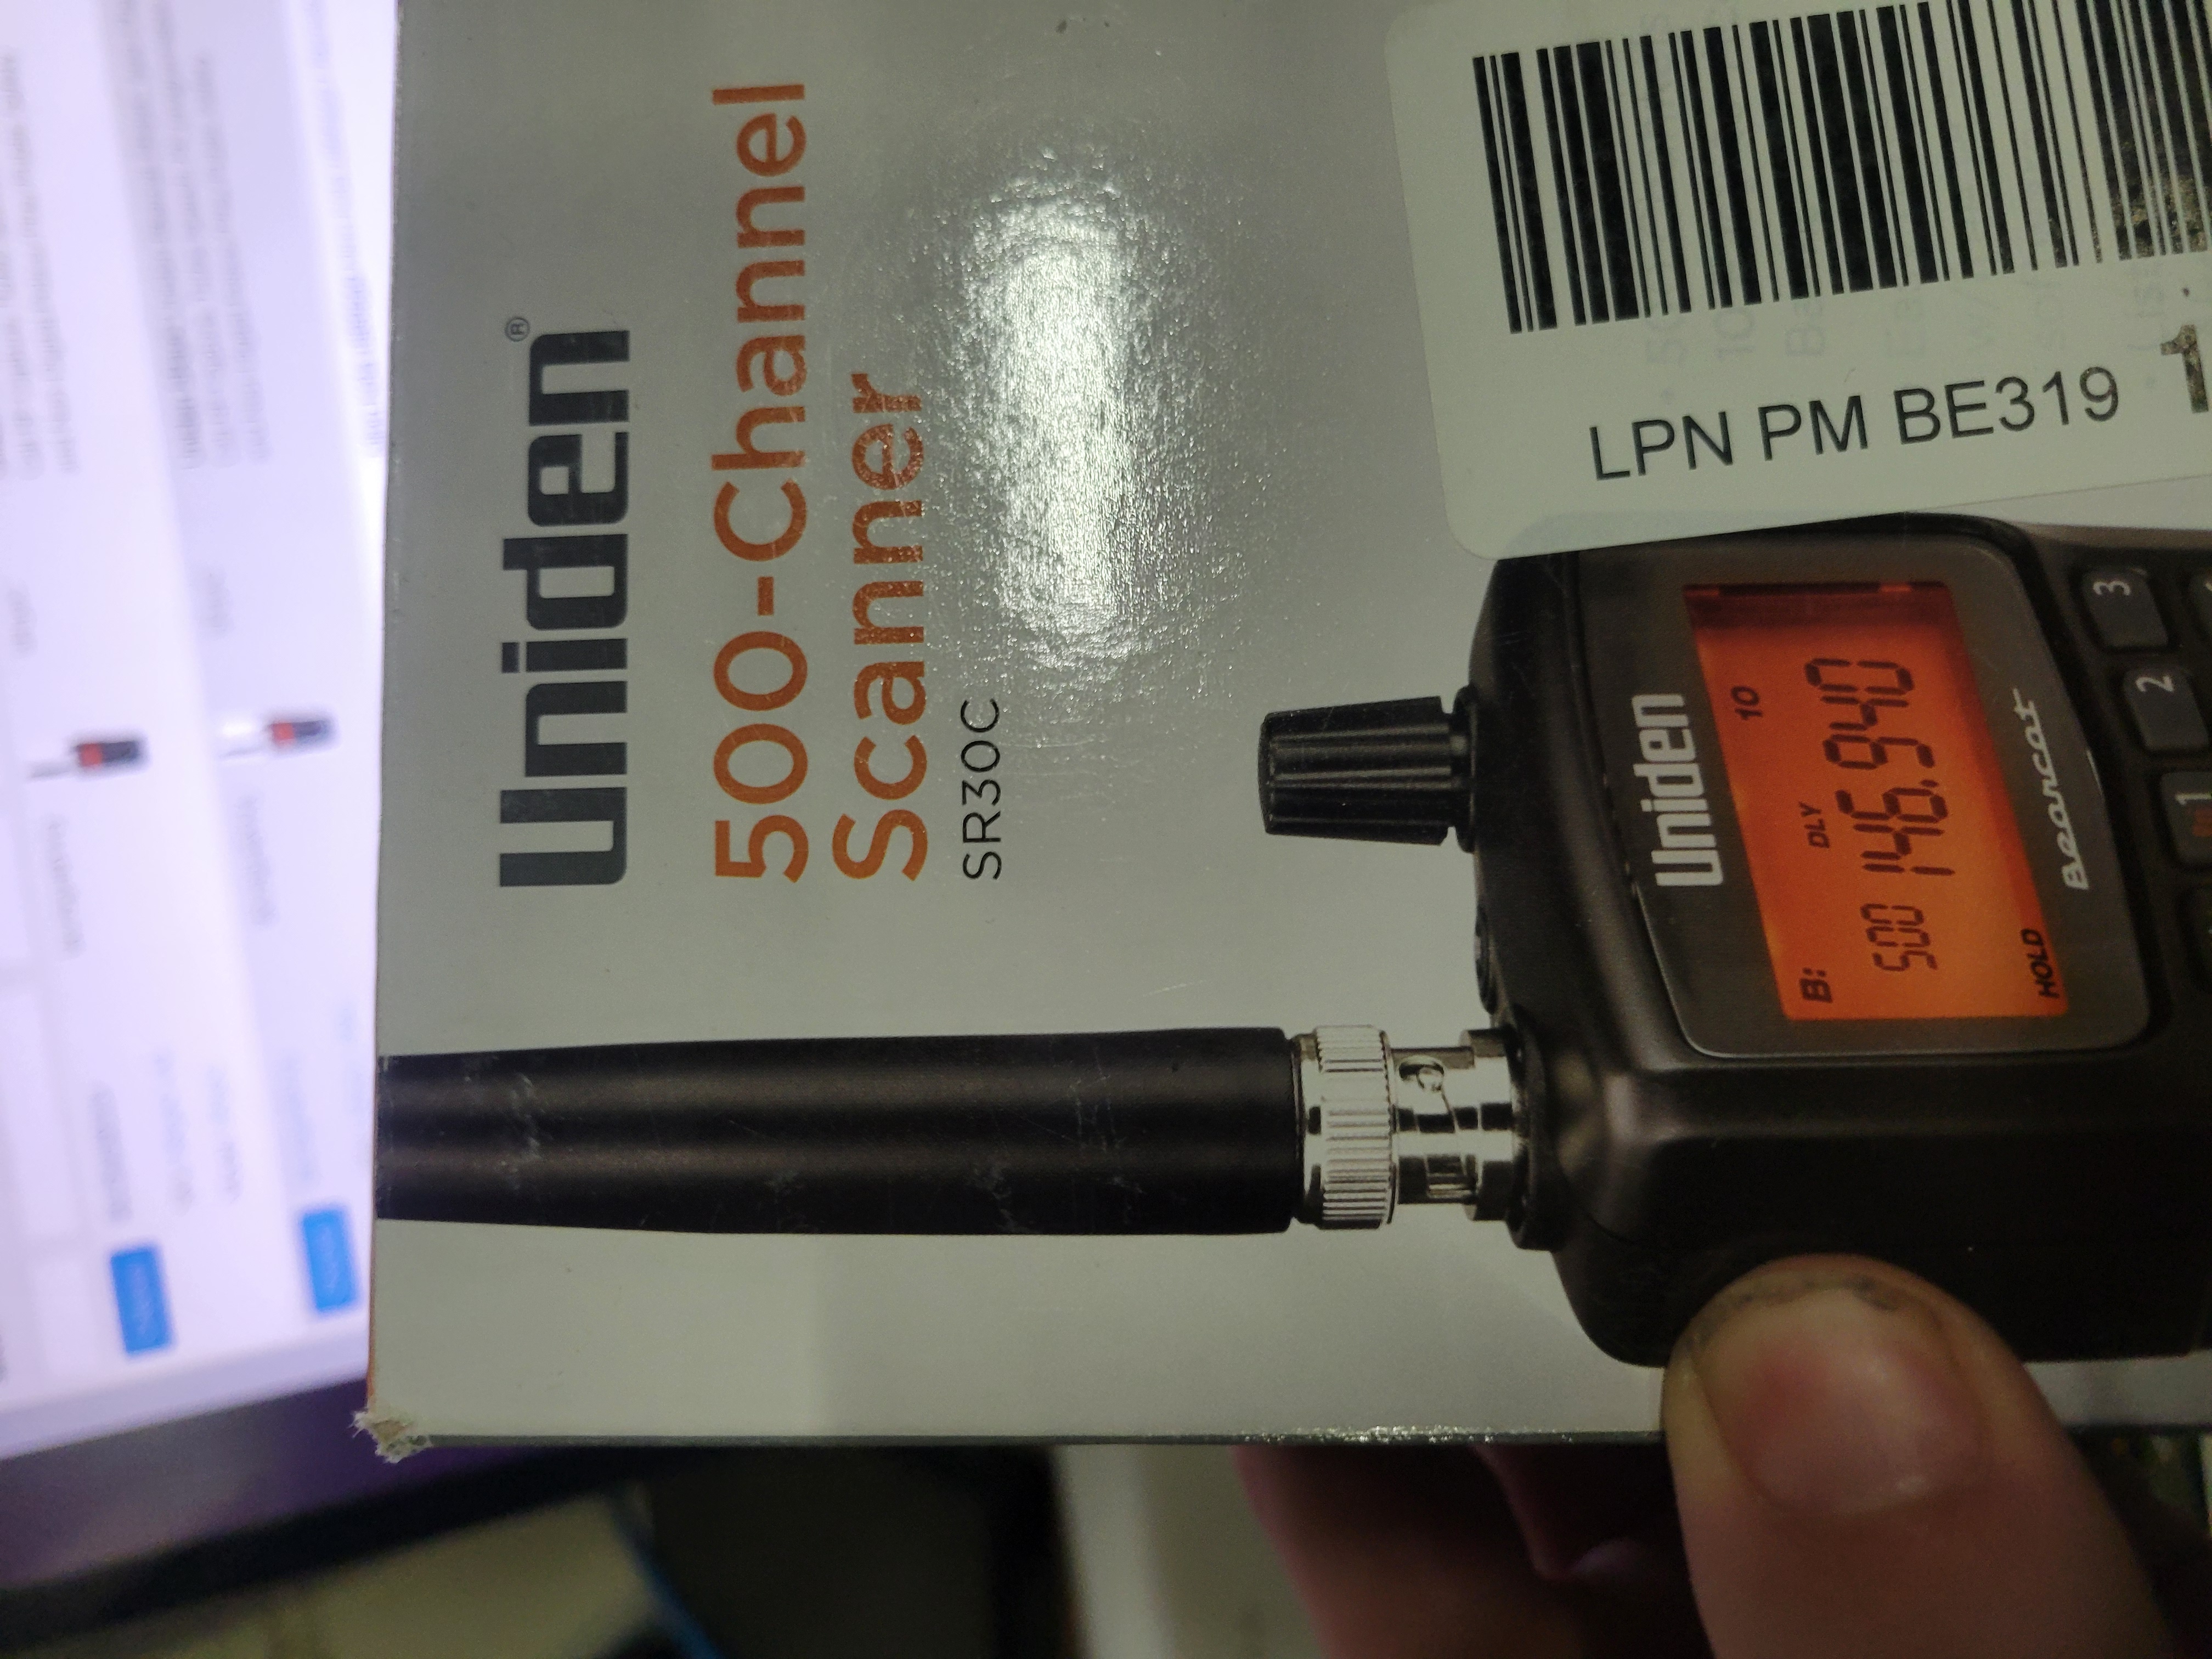 Uniden®
500-Channel
Scanner
SR30C
LPN PM BE319
Uniden
B: DLY 10
500 146.940
HOLD
Bearcat
1 2 3